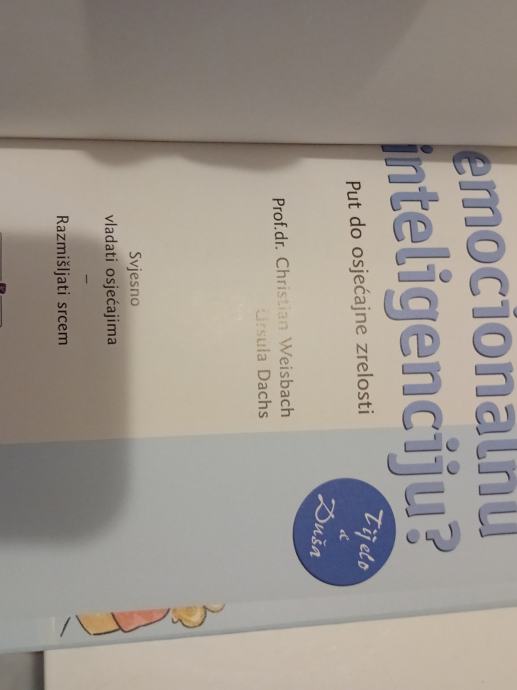 emocionalnu
inteligenciju?
Put do osjećajne zrelosti
Tijelo
&
Duša
Prof.dr. Christian Weisbach
Ursula Dachs
Svjesno
vladati osjećajima
–
Razmišljati srcem